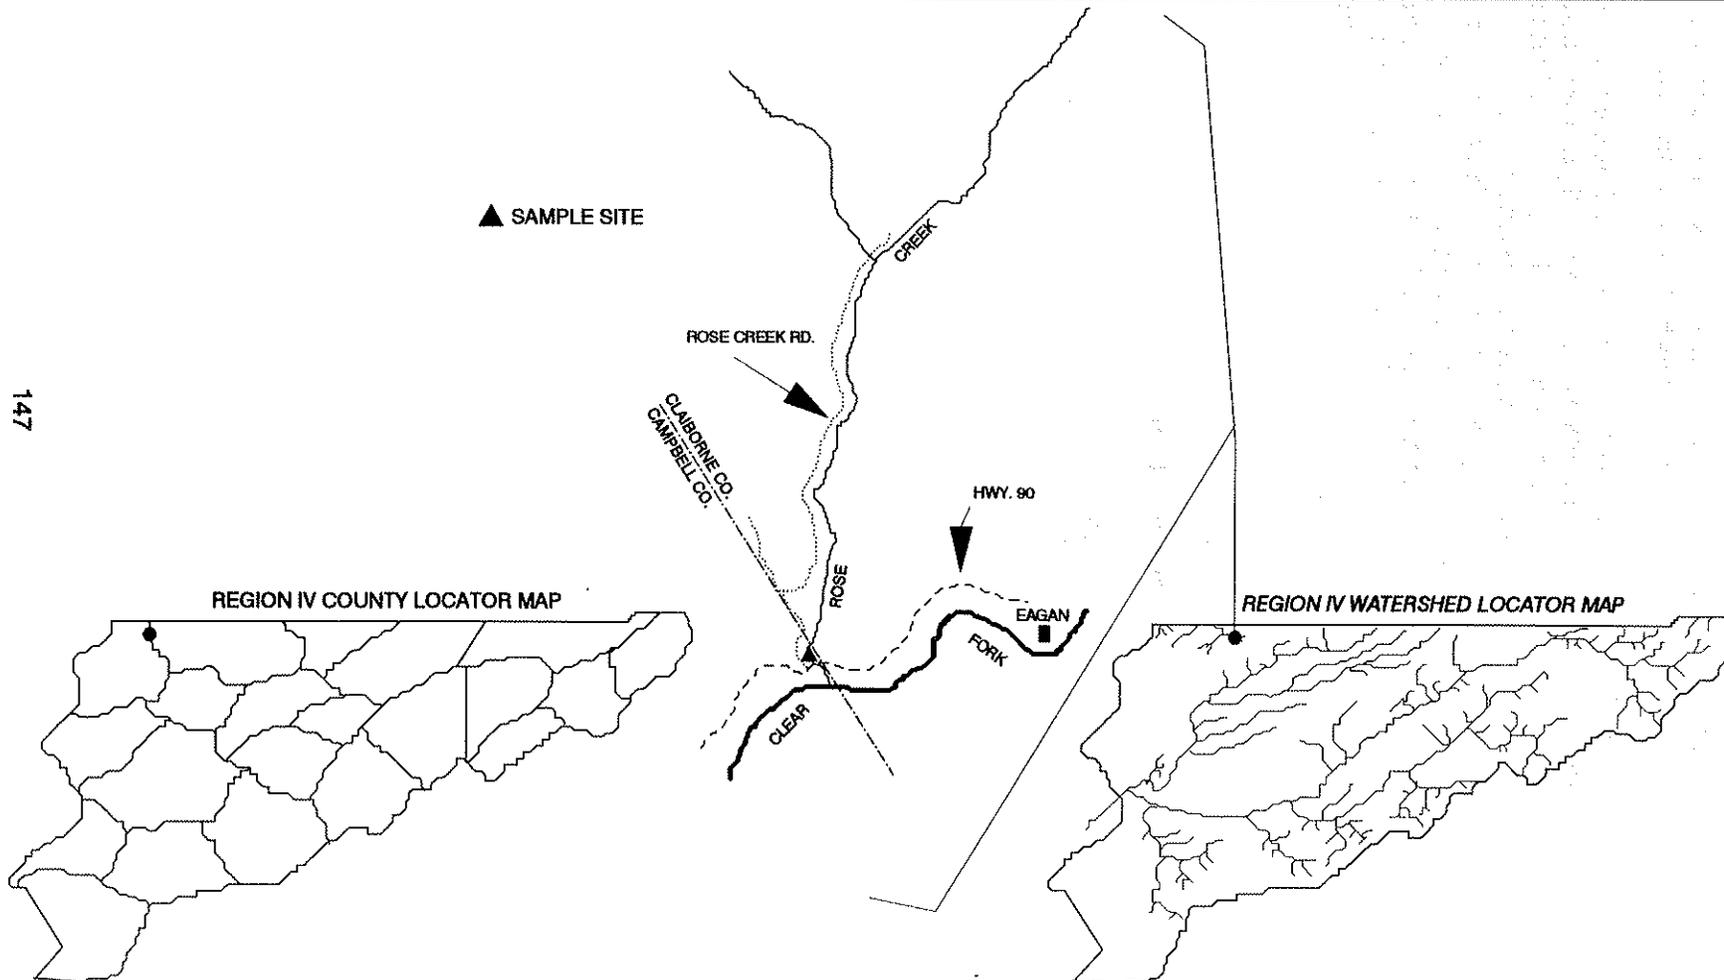 SAMPLE SITE
CREEK
ROSE CREEK RD.
147
CLAIBORNE CO.
CAMPBELL CO.
HWY. 90
ROSE
REGION IV COUNTY LOCATOR MAP
REGION IV WATERSHED LOCATOR MAP
EAGAN
FORK
CLEAR